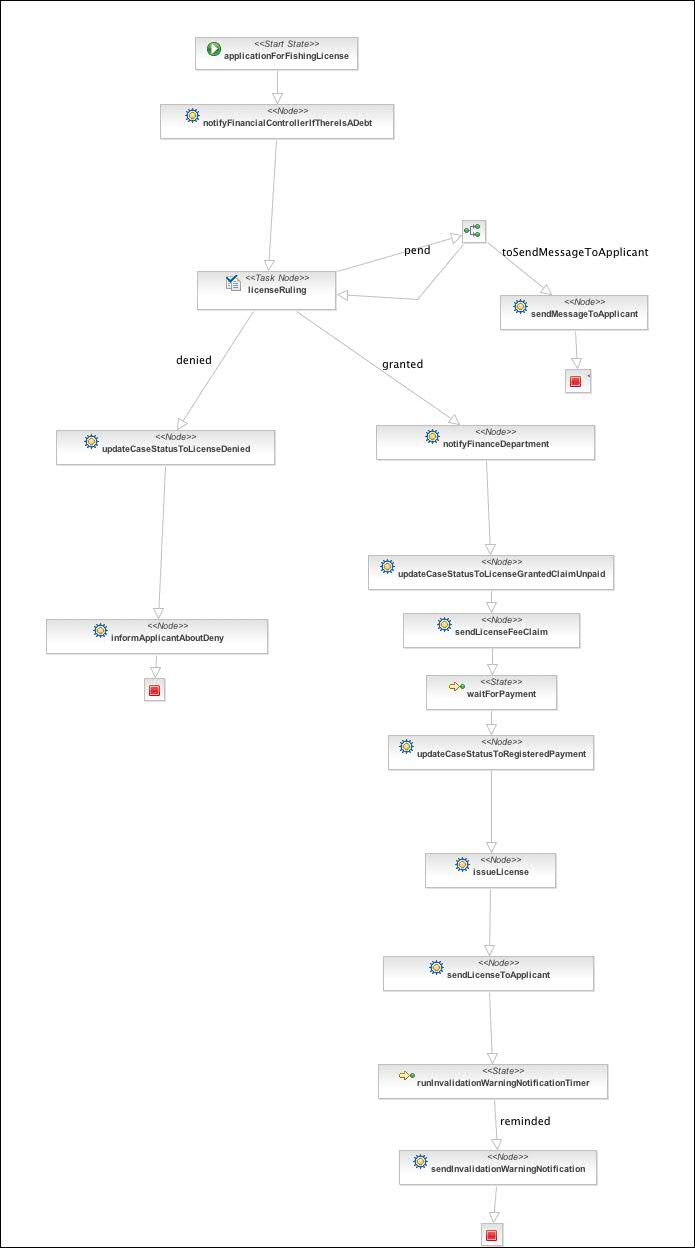 <<Start State>>
applicationForFishingLicense
<<Node>>
notifyFinancialControllerIfThereIsADebt
pend
toSendMessageToApplicant
<<Task Node>>
licenseRuling
<<Node>>
sendMessageToApplicant
denied
granted
<<Node>>
updateCaseStatusToLicenseDenied
<<Node>>
notifyFinanceDepartment
<<Node>>
updateCaseStatusToLicenseGrantedClaimUnpaid
<<Node>>
informApplicantAboutDeny
<<Node>>
sendLicenseFeeClaim
<<State>>
waitForPayment
<<Node>>
updateCaseStatusToRegisteredPayment
<<Node>>
issueLicense
<<Node>>
sendLicenseToApplicant
<<State>>
runInvalidationWarningNotificationTimer
reminded
<<Node>>
sendInvalidationWarningNotification